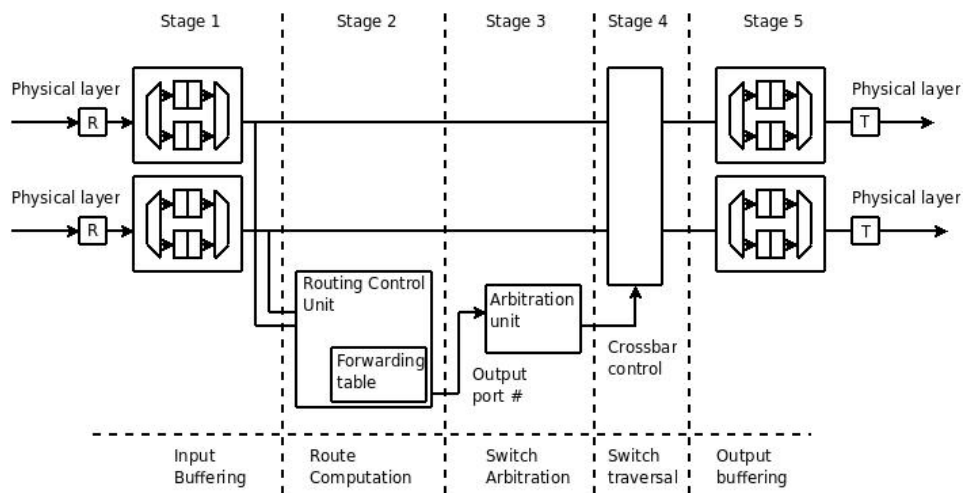 Stage 1
Stage 2
Stage 3
Stage 4
Stage 5
Physical layer
R
Physical layer
T
Physical layer
R
Physical layer
T
Routing Control
Unit
Forwarding
table
Arbitration
unit
Output
port #
Crossbar
control
Input
Buffering
Route
Computation
Switch
Arbitration
Switch
traversal
Output
buffering